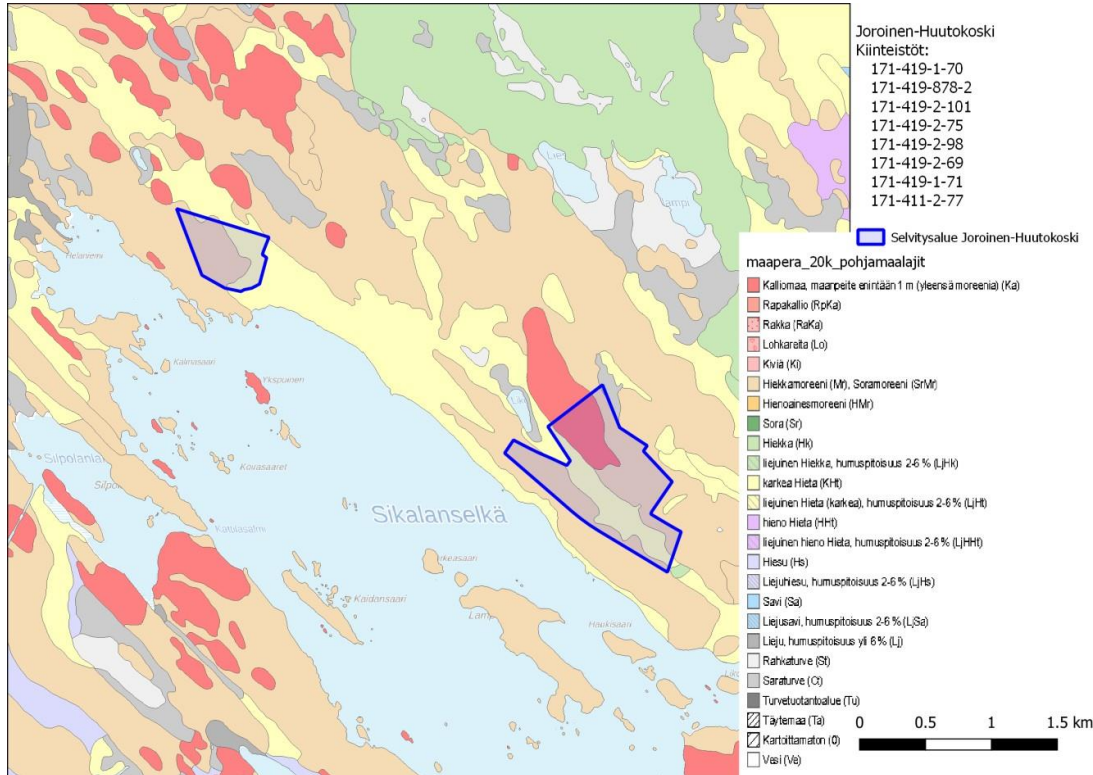 Joroinen-Huutokoski
Kiinteistöt:
171-419-1-70
171-419-878-2
171-419-2-101
171-419-2-75
171-419-2-98
171-419-2-69
171-419-1-71
171-411-2-77
Selvitysalue Joroinen-Huutokoski
maapera_20k_pohjamaalajit
Kalliomaa, maanpeite enintään 1 m (yleensä moreenia) (Ka)
Rapakallio (RpKa)
Rakka (RaKa)
Lohkareita (Lo)
Kiviä (Ki)
Hiekkamoreeni (Mr), Soramoreeni (SrMr)
Hienoainesmoreeni (HMr)
Sora (Sr)
Hiekka (Hk)
liejuinen Hiekka, humuspitoisuus 2-6 % (LjHk)
karkea Hieta (KHt)
liejuinen Hieta (karkea), humuspitoisuus 2-6 % (LjHt)
hieno Hieta (HHt)
liejuinen hieno Hieta, humuspitoisuus 2-6 % (LjHHt)
Hiesu (Hs)
Liejuhiesu, humuspitoisuus 2-6 % (LjHs)
Savi (Sa)
Liejusavi, humuspitoisuus 2-6 % (LjSa)
Lieju, humuspitoisuus yli 6 % (Lj)
Rahkaturve (St)
Saraturve (Ct)
Turvetuotantoalue (Tu)
Täytemaa (Ta)
Kartoittamaton (0)
Vesi (Ve)
0 0.5 1 1.5 km
lampi
Kalmasaari
Ykspuinen
Kovasaaret
Sikalanselkä
Kaidansaari
Haukisaari